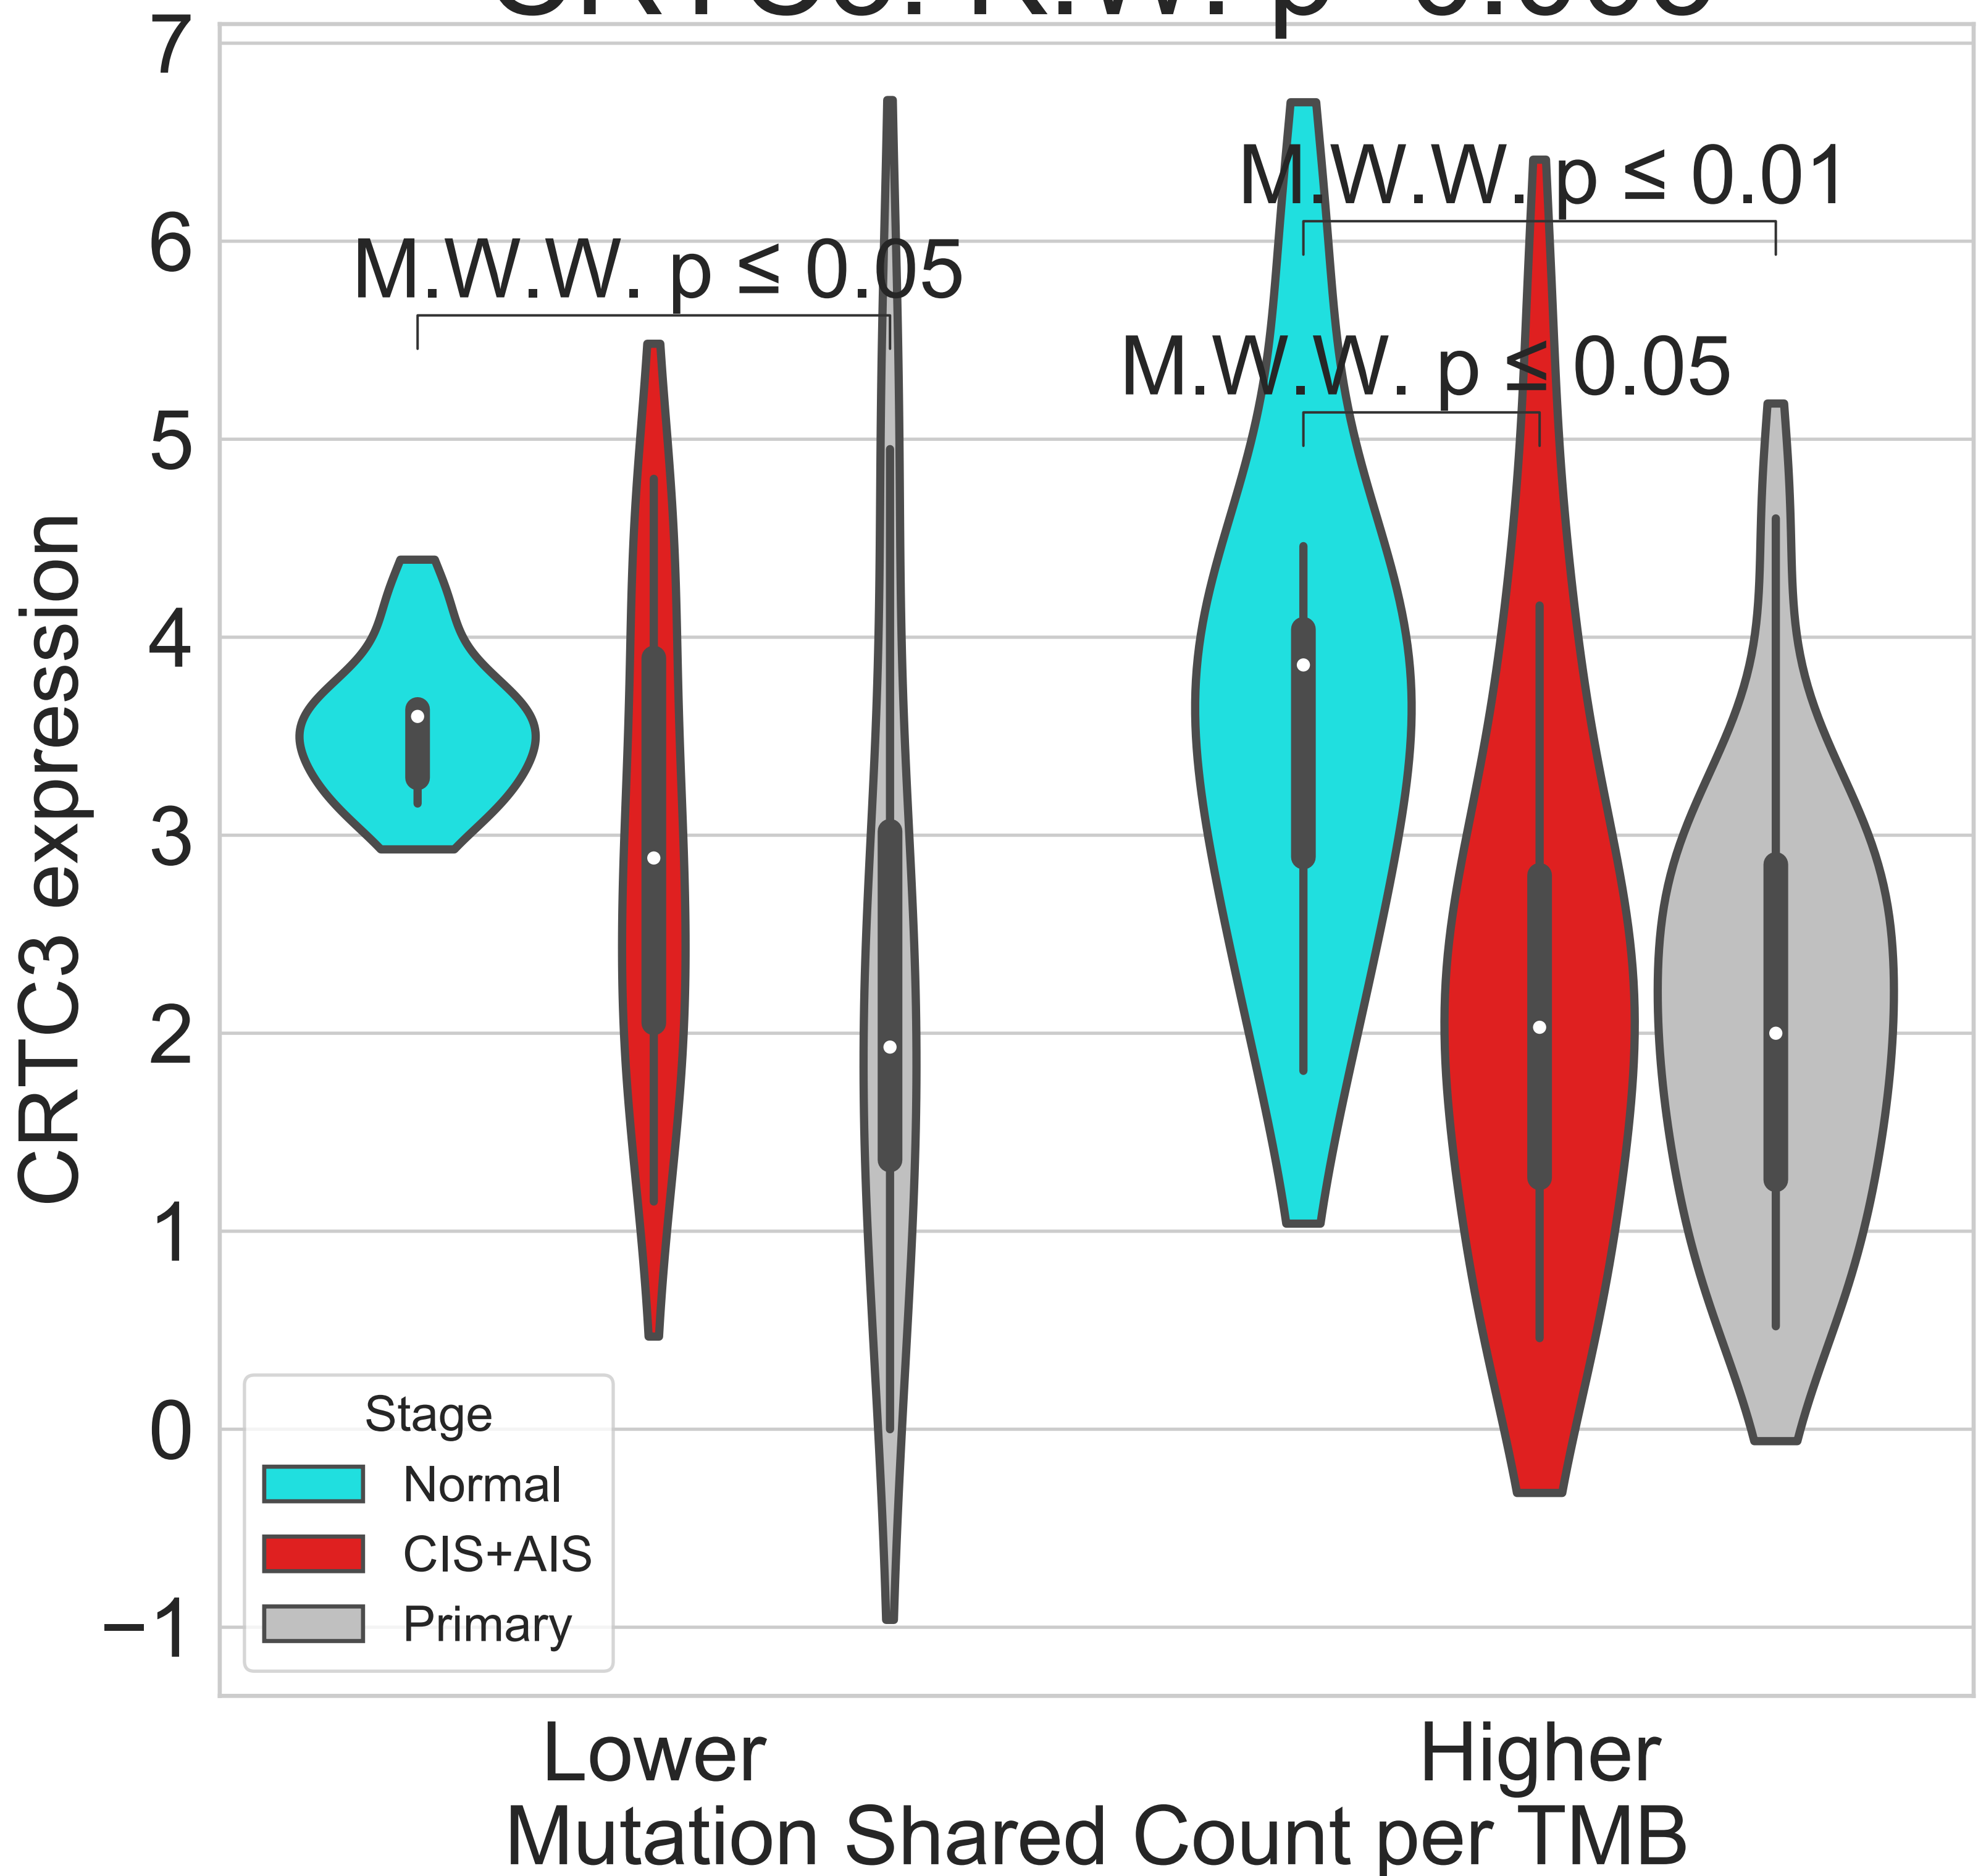 7
6
5
4
3
2
1
0
−1
CRTC3 expression
M.W.W. p ≤ 0.01
M.W.W. p ≤ 0.05
M.W.W. p ≤ 0.05
Stage
Normal
CIS+AIS
Primary
Lower
Higher
Mutation Shared Count per TMB